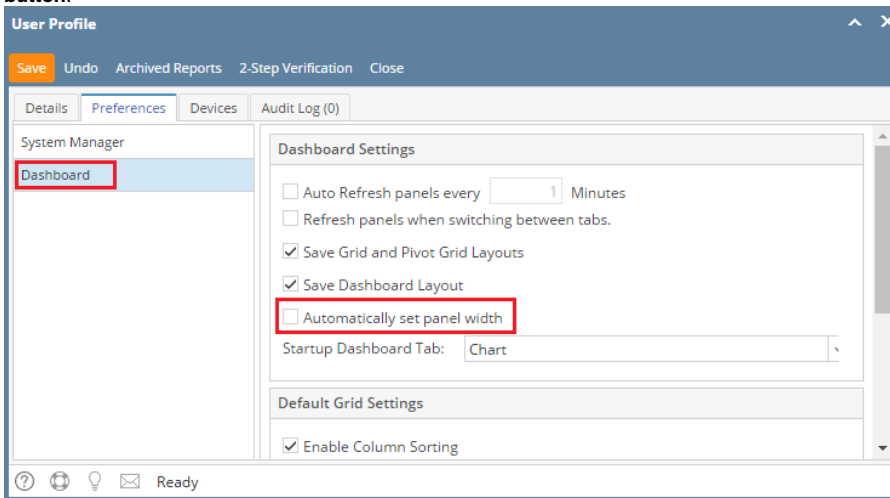 button.
User Profile
Save Undo Archived Reports 2-Step Verification Close
Details Preferences Devices Audit Log (0)
System Manager
Dashboard
Dashboard Settings
Auto Refresh panels every 1 Minutes
Refresh panels when switching between tabs.
Save Grid and Pivot Grid Layouts
Save Dashboard Layout
Automatically set panel width
Startup Dashboard Tab: Chart
Default Grid Settings
Enable Column Sorting
Ready